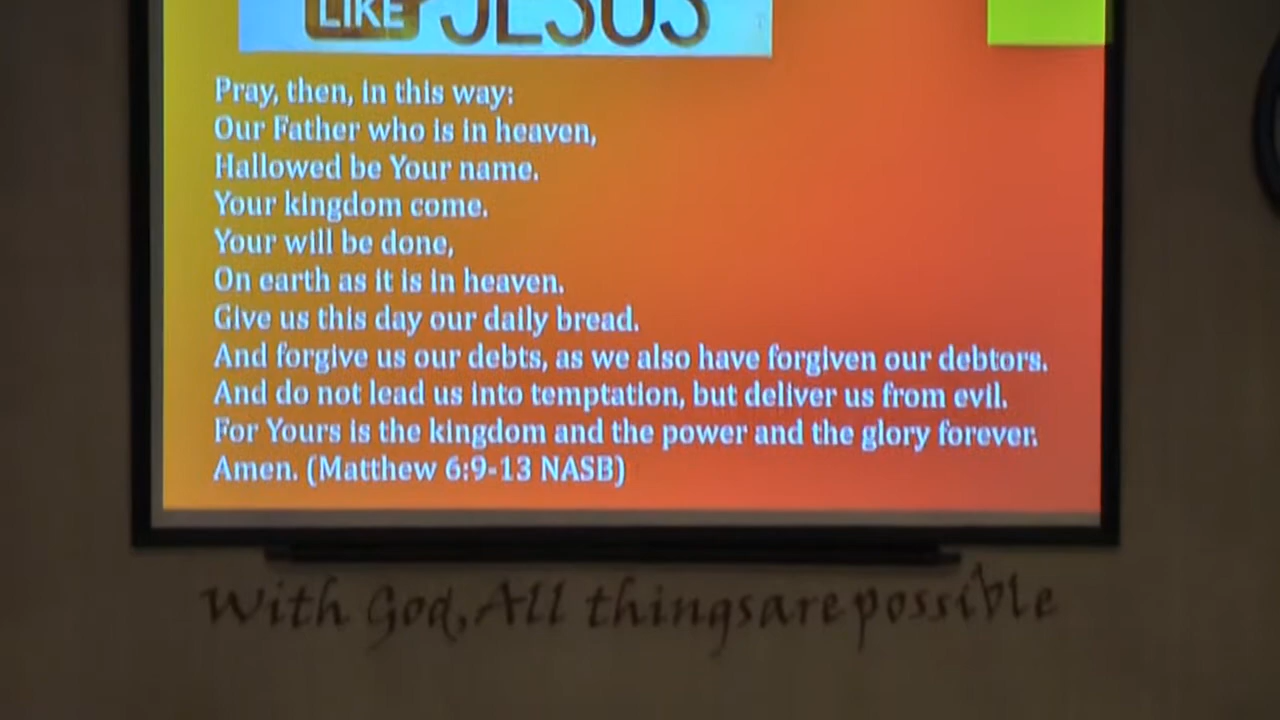 LIKE JESUS
Pray, then, in this way:
Our Father who is in heaven,
Hallowed be Your name.
Your kingdom come.
Your will be done,
On earth as it is in heaven.
Give us this day our daily bread.
And forgive us our debts, as we also have forgiven our debtors.
And do not lead us into temptation, but deliver us from evil.
For Yours is the kingdom and the power and the glory forever.
Amen. (Matthew 6:9-13 NASB)
With God, All things are possible